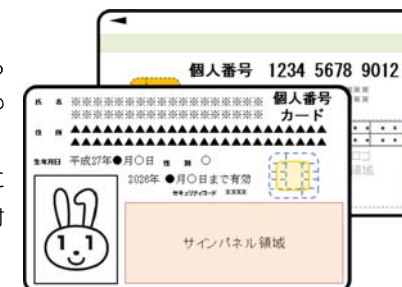 個人番号 1234 5678 9012
氏 名 ※※※※※※※※※※※※※※※※※ 個人番号
※※※※※※※※※※※※※※※※※ カード
住 所 ▲▲▲▲▲▲▲▲▲▲▲▲▲▲▲▲▲▲▲▲▲
▲▲▲▲▲▲▲▲▲▲▲▲▲▲▲▲▲▲▲▲▲
生年月日 平成27年●月〇日 性 別 〇
2026年 ●月〇日まで有効
セキュリティコード XXXX
サインパネル領域